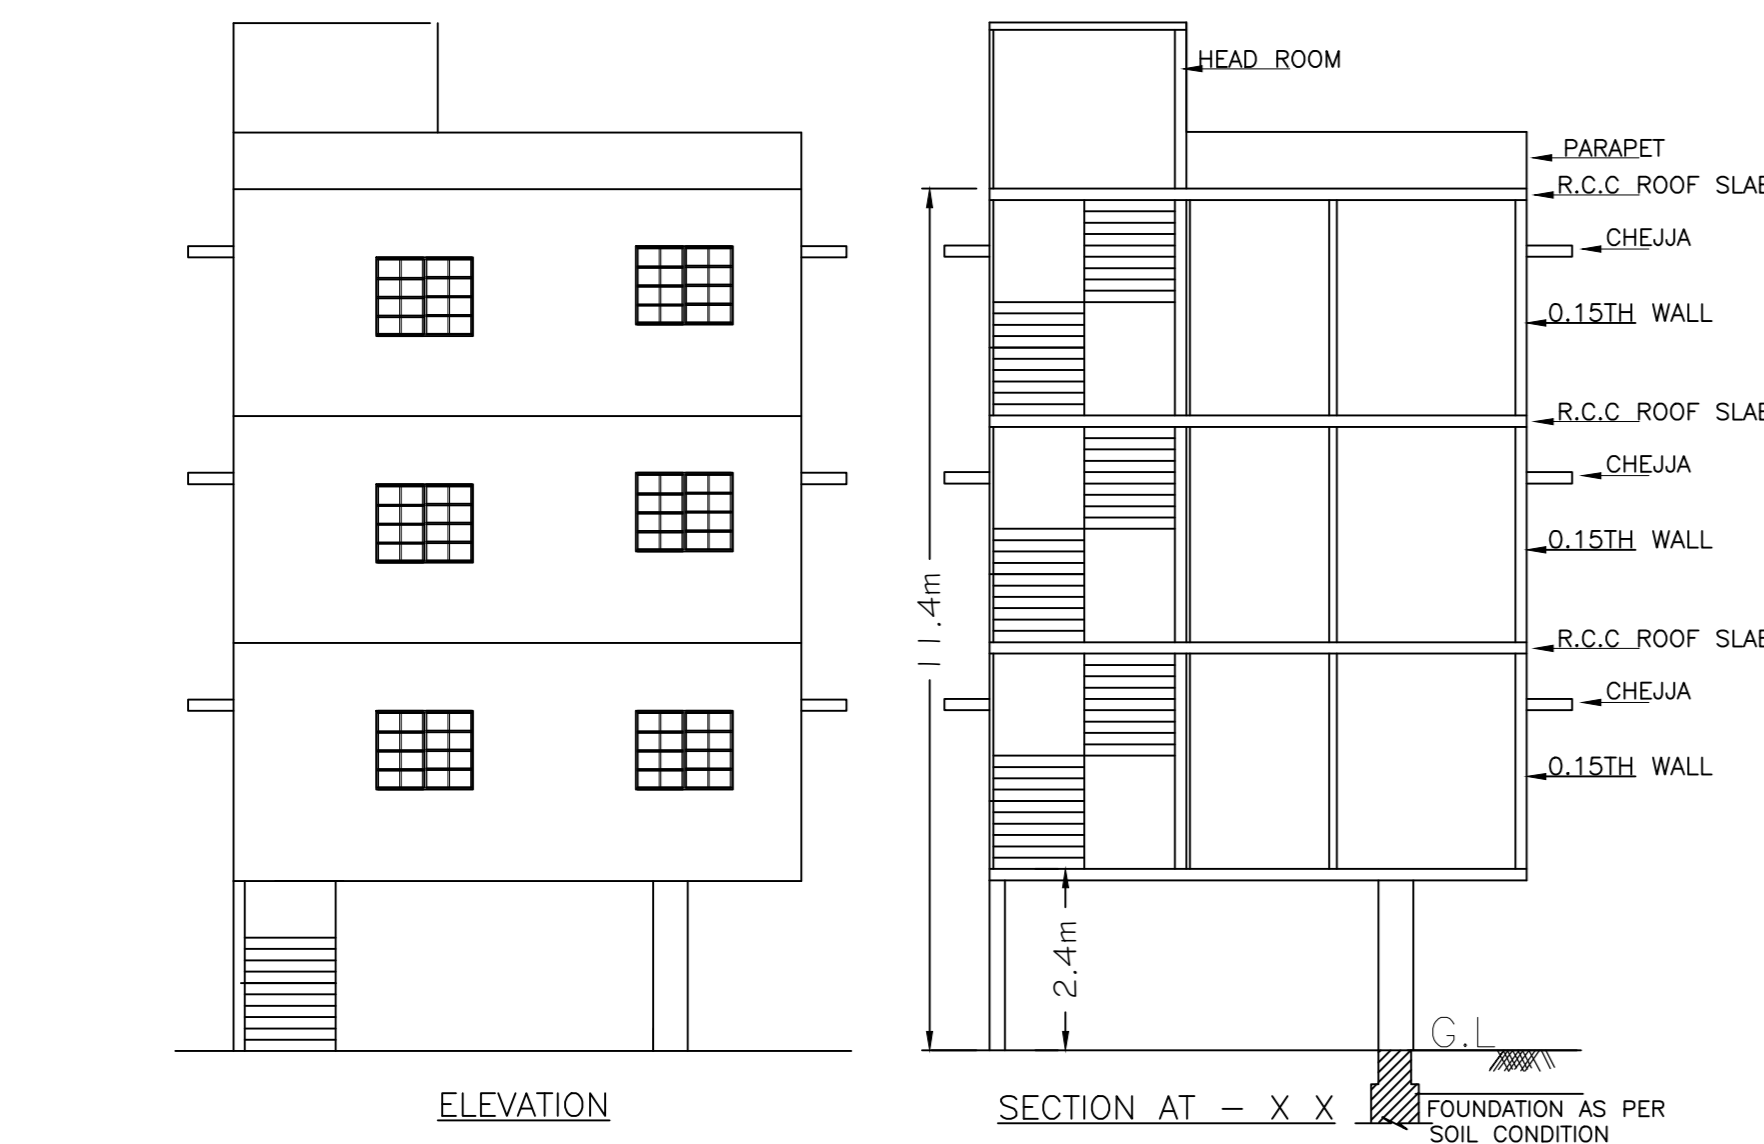 HEAD ROOM
PARAPET
R.C.C ROOF SLAB
CHEJJA
0.15TH WALL
R.C.C ROOF SLAB
CHEJJA
0.15TH WALL
11.4m
R.C.C ROOF SLAB
CHEJJA
0.15TH WALL
2.4m
G.L
ELEVATION
SECTION AT - X X
FOUNDATION AS PER
SOIL CONDITION